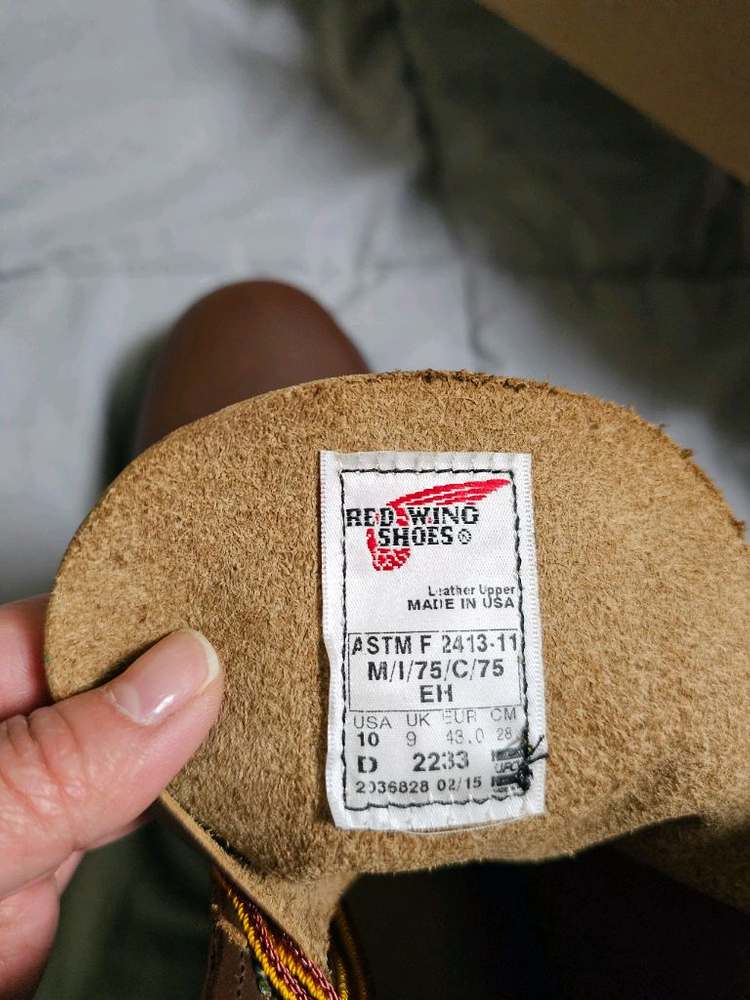 RED WING
SHOES®
Leather Upper
MADE IN USA
ASTM F 2413-11
M/I/75/C/75
EH
USA UK EUR CM
10 9 43.0 28
D 2233
2036828 02/15